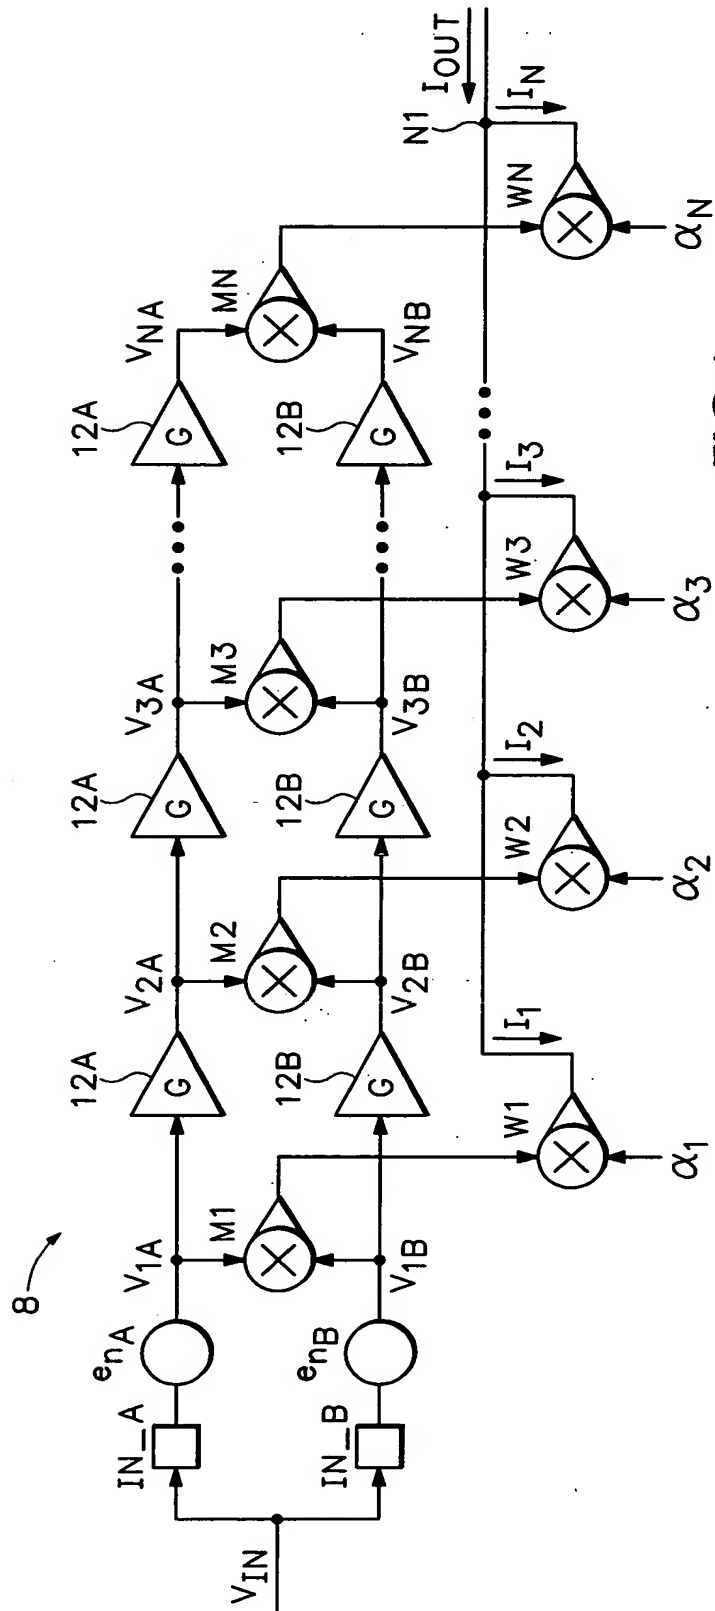 8
V_IN
IN_A
e_nA
V_1A
12A
G
V_2A
12A
G
V_3A
12A
G
V_NA
M1
M2
M3
MN
IN_B
e_nB
V_1B
12B
G
V_2B
12B
G
V_3B
12B
G
V_NB
N1
I_OUT
W1
I_1
W2
I_2
W3
I_3
WN
I_N
α_1
α_2
α_3
α_N